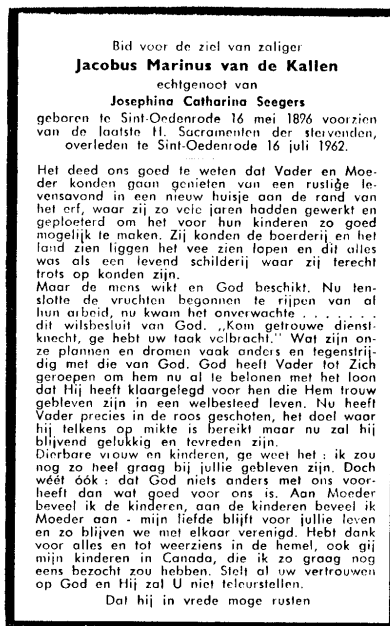 Bid voor de ziel van zaliger
Jacobus Marinus van de Kallen
echtgenoot van
Josephina Catharina Seegers
geboren te Sint-Oedenrode 16 mei 1896 voorzien
van de laatste H. Sacramenten der stervenden,
overleden te Sint-Oedenrode 16 juli 1962.
Het deed ons goed te weten dat Vader en Moe-
der konden gaan genieten van een rustige le-
vensavond in een nieuw huisje aan de rand van
het erf, waar zij zo vele jaren hadden gewerkt en
geploeterd om het voor hun kinderen zo goed
mogelijk te maken. Zij konden de boerderij en het
land zien liggen het vee zien lopen en dit alles
was als een levend schilderij waar zij terecht
trots op konden zijn.
Maar de mens wikt en God beschikt. Nu ten-
slotte de vruchten begonnen te rijpen van al
hun arbeid, nu kwam het onverwachte . . . . . . .
dit wilsbesluit van God. „Kom getrouwe dienst-
knecht, ge hebt uw taak volbracht." Wat zijn on-
ze plannen en dromen vaak anders en tegenstrij-
dig met die van God. God heeft Vader tot Zich
geroepen om hem nu al te belonen met het loon
dat Hij heeft klaargelegd voor hen die Hem trouw
gebleven zijn in een welbesteed leven. Nu heeft
Vader precies in de roos geschoten, het doel waar
hij telkens op mikte is bereikt maar nu zal hij
blijvend gelukkig en tevreden zijn.
Dierbare vrouw en kinderen, ge weet het : ik zou
nog zo heel graag bij jullie gebleven zijn. Doch
wéét óók : dat God niets anders met ons voor-
heeft dan wat goed voor ons is. Aan Moeder
beveel ik de kinderen, aan de kinderen beveel ik
Moeder aan - mijn liefde blijft voor jullie leven
en zo blijven we met elkaar verenigd. Hebt dank
voor alles en tot weerziens in de hemel, ook gij
mijn kinderen in Canada, die ik zo graag nog
eens bezocht zou hebben. Stelt al uw vertrouwen
op God en Hij zal U niet teleurstellen.
Dat hij in vrede moge rusten